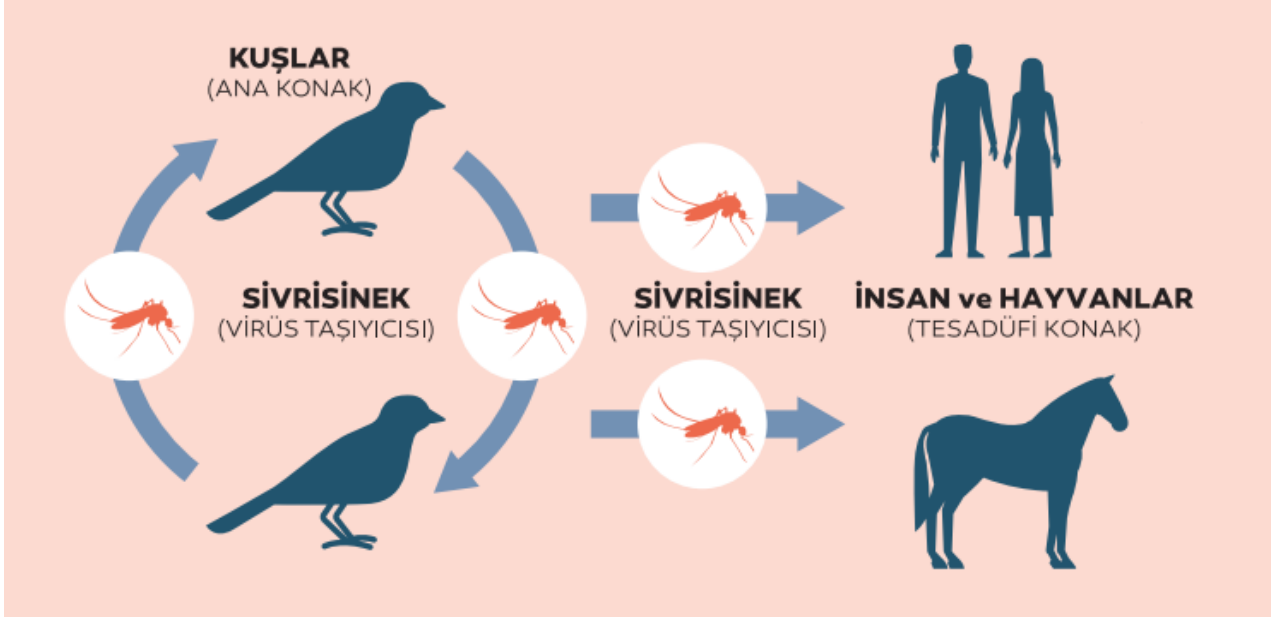 KUŞLAR
(ANA KONAK)
SİVRİSİNEK
(VİRÜS TAŞIYICISI)
SİVRİSİNEK
(VİRÜS TAŞIYICISI)
İNSAN ve HAYVANLAR
(TESADÜFİ KONAK)